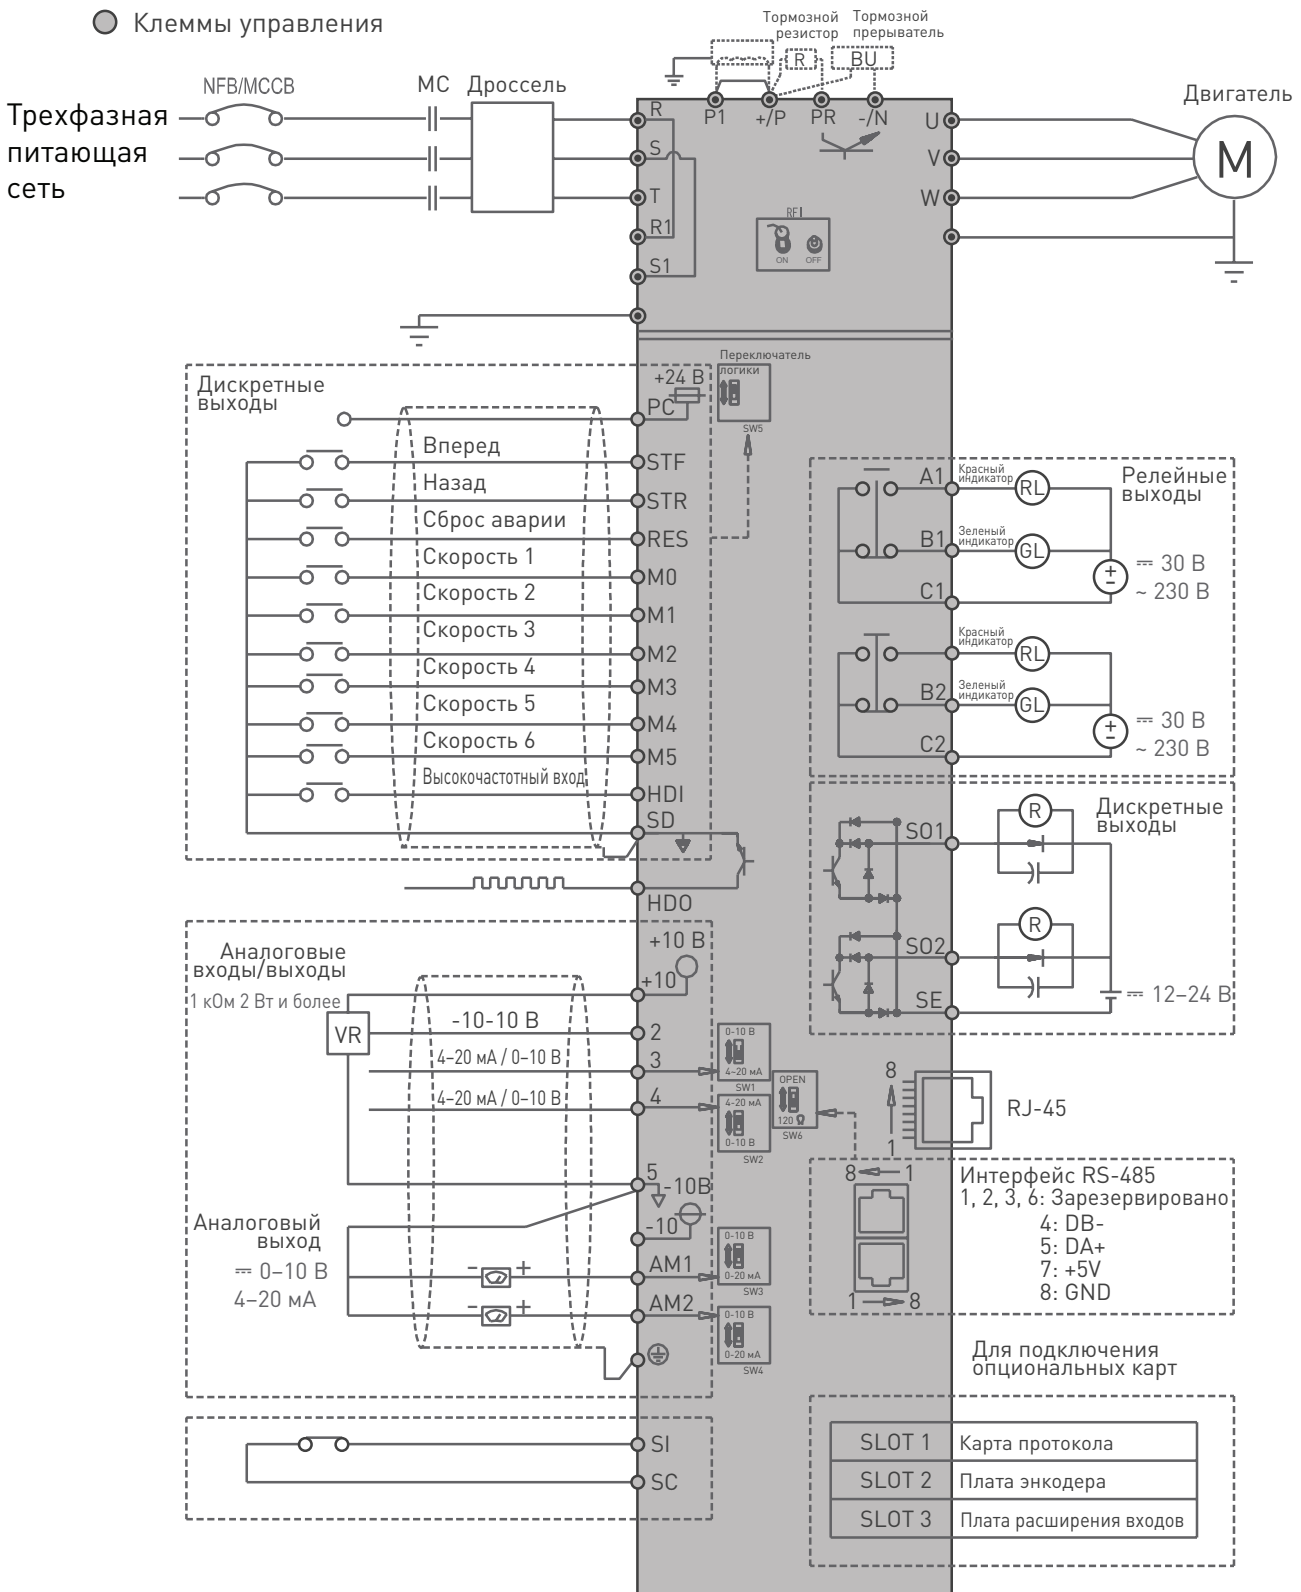 Клеммы управления
Тормозной резистор
Тормозной прерыватель
NFB/MCCB
MC
Дроссель
R
BU
Трехфазная
питающая
сеть
R
P1
+/P
PR
-/N
U
Двигатель
S
V
M
T
W
R1
RFI
ON
OFF
S1
Дискретные
выходы
+24 В
PC
Переключатель
логики
SW5
Вперед
STF
Назад
STR
Сброс аварии
RES
Скорость 1
M0
Скорость 2
M1
Скорость 3
M2
Скорость 4
M3
Скорость 5
M4
Скорость 6
M5
Высокочастотный вход
HDI
SD
HDO
A1
Красный
индикатор
RL
Релейные
выходы
B1
Зеленый
индикатор
GL
+
-
⎓ 30 В
~ 230 В
C1
Красный
индикатор
RL
B2
Зеленый
индикатор
GL
+
-
⎓ 30 В
~ 230 В
C2
SO1
R
Дискретные
выходы
SO2
R
SE
⎓ 12–24 В
Аналоговые
входы/выходы
1 кОм 2 Вт и более
+10 В
+10
VR
-10-10 В
2
4–20 мА / 0–10 В
3
4–20 мА / 0–10 В
4
0-10 В
4–20 мА
SW1
4-20 мА
0-10 В
SW2
OPEN
120 Ω
SW6
8
1
RJ-45
5
-10В
-10
Аналоговый
выход
⎓ 0–10 В
4–20 мА
- +
AM1
- +
AM2
0-10 В
0-20 мА
SW3
0-10 В
0-20 мА
SW4
8 1
1 8
Интерфейс RS-485
1, 2, 3, 6: Зарезервировано
4: DB-
5: DA+
7: +5V
8: GND
Для подключения
опциональных карт
SI
SC
SLOT 1 Карта протокола
SLOT 2 Плата энкодера
SLOT 3 Плата расширения входов